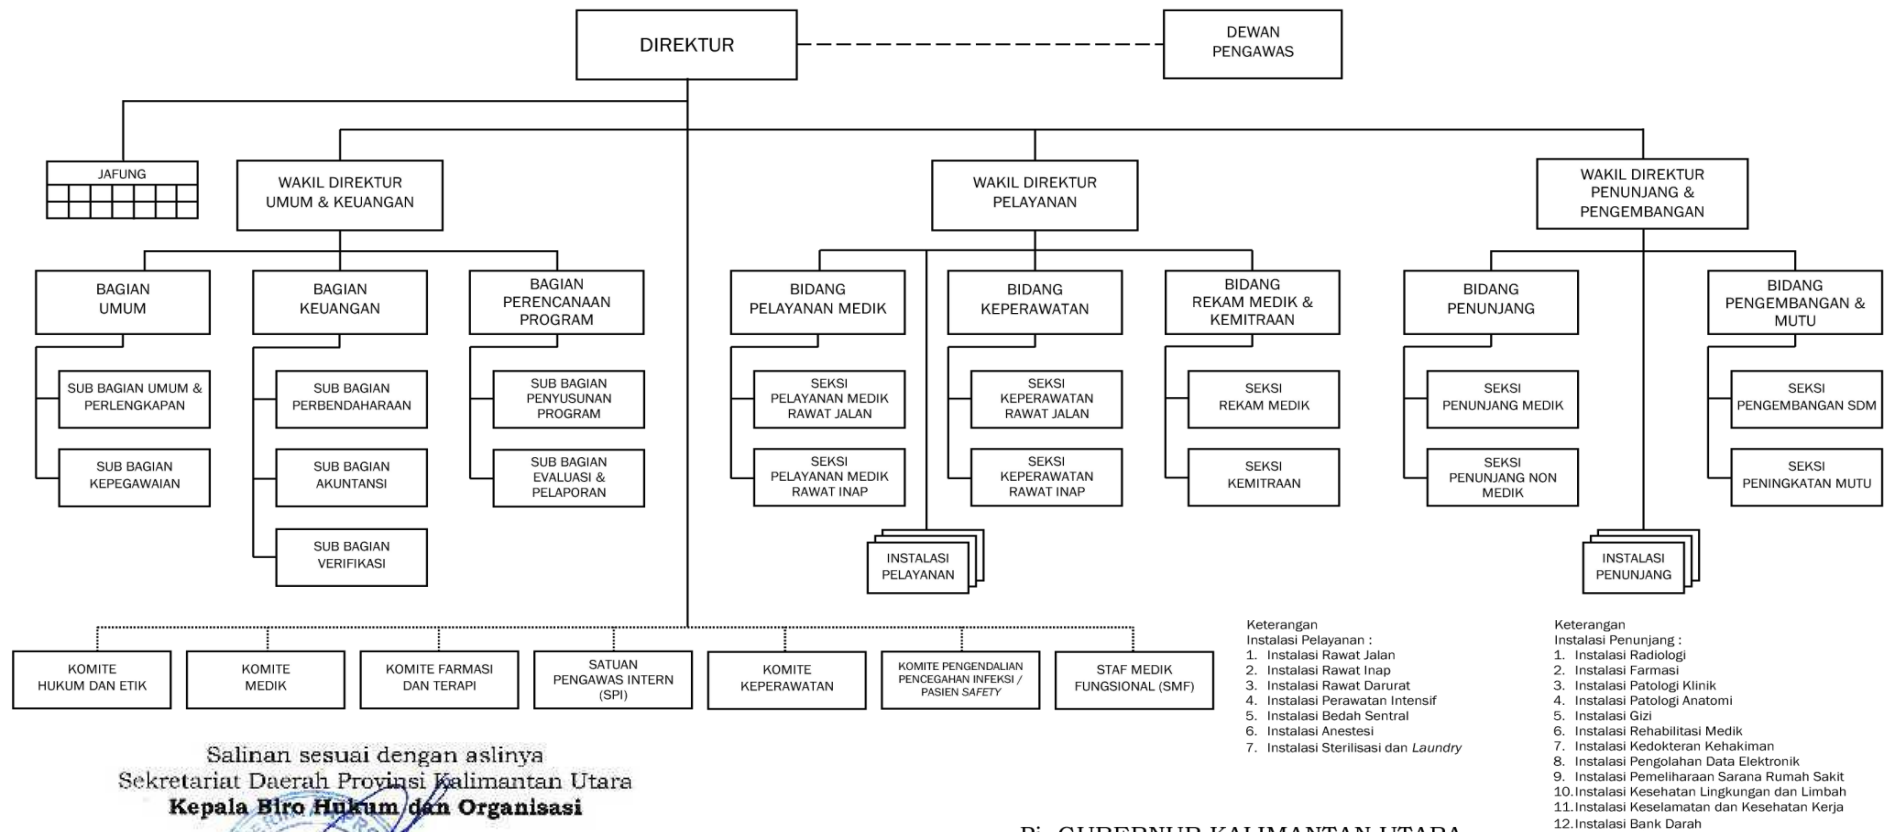 DIREKTUR
DEWAN
PENGAWAS
JAFUNG
WAKIL DIREKTUR
UMUM & KEUANGAN
WAKIL DIREKTUR
PELAYANAN
WAKIL DIREKTUR
PENUNJANG &
PENGEMBANGAN
BAGIAN
UMUM
BAGIAN
KEUANGAN
BAGIAN
PERENCANAAN
PROGRAM
BIDANG
PELAYANAN MEDIK
BIDANG
KEPERAWATAN
BIDANG
REKAM MEDIK &
KEMITRAAN
BIDANG
PENUNJANG
BIDANG
PENGEMBANGAN &
MUTU
SUB BAGIAN UMUM &
PERLENGKAPAN
SUB BAGIAN
PERBENDAHARAAN
SUB BAGIAN
PENYUSUNAN
PROGRAM
SEKSI
PELAYANAN MEDIK
RAWAT JALAN
SEKSI
KEPERAWATAN
RAWAT JALAN
SEKSI
REKAM MEDIK
SEKSI
PENUNJANG MEDIK
SEKSI
PENGEMBANGAN SDM
SUB BAGIAN
KEPEGAWAIAN
SUB BAGIAN
AKUNTANSI
SUB BAGIAN
EVALUASI &
PELAPORAN
SEKSI
PELAYANAN MEDIK
RAWAT INAP
SEKSI
KEPERAWATAN
RAWAT INAP
SEKSI
KEMITRAAN
SEKSI
PENUNJANG NON
MEDIK
SEKSI
PENINGKATAN MUTU
SUB BAGIAN
VERIFIKASI
INSTALASI
PELAYANAN
INSTALASI
PENUNJANG
KOMITE
HUKUM DAN ETIK
KOMITE
MEDIK
KOMITE FARMASI
DAN TERAPI
SATUAN
PENGAWAS INTERN
(SPI)
KOMITE
KEPERAWATAN
KOMITE PENGENDALIAN
PENCEGAHAN INFEKSI /
PASIEN SAFETY
STAF MEDIK
FUNGSIONAL (SMF)
Keterangan
Instalasi Pelayanan :
1. Instalasi Rawat Jalan
2. Instalasi Rawat Inap
3. Instalasi Rawat Darurat
4. Instalasi Perawatan Intensif
5. Instalasi Bedah Sentral
6. Instalasi Anestesi
7. Instalasi Sterilisasi dan Laundry
Keterangan
Instalasi Penunjang :
1. Instalasi Radiologi
2. Instalasi Farmasi
3. Instalasi Patologi Klinik
4. Instalasi Patologi Anatomi
5. Instalasi Gizi
6. Instalasi Rehabilitasi Medik
7. Instalasi Kedokteran Kehakiman
8. Instalasi Pengolahan Data Elektronik
9. Instalasi Pemeliharaan Sarana Rumah Sakit
10.Instalasi Kesehatan Lingkungan dan Limbah
11.Instalasi Keselamatan dan Kesehatan Kerja
12.Instalasi Bank Darah
Salinan sesuai dengan aslinya
Sekretariat Daerah Provinsi Kalimantan Utara
Kepala Biro Hukum dan Organisasi
Pj. GUBERNUR KALIMANTAN UTARA